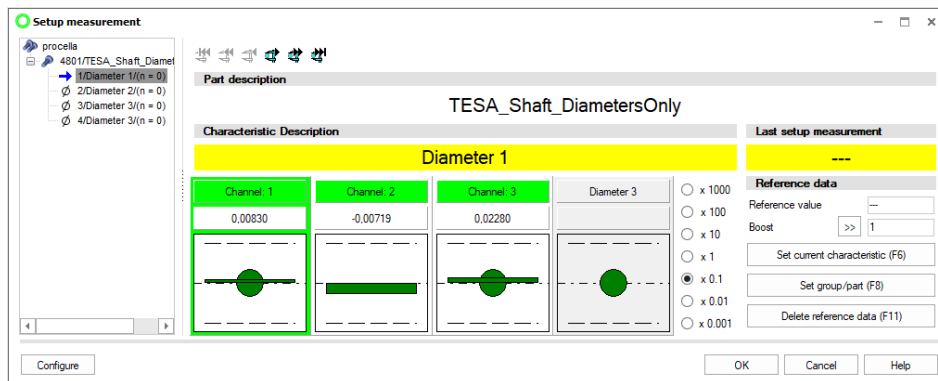 Setup measurement
procella
4801/TESA_Shaft_Diamet
1/Diameter 1/(n = 0)
2/Diameter 2/(n = 0)
3/Diameter 3/(n = 0)
4/Diameter 3/(n = 0)
Part description
TESA_Shaft_DiametersOnly
Characteristic Description
Diameter 1
Last setup measurement
---
Channel: 1
Channel: 2
Channel: 3
Diameter 3
0,00830
-0,00719
0,02280
x 1000
x 100
x 10
x 1
x 0.1
x 0.01
x 0.001
Reference data
Reference value
---
Boost
>>
1
Set current characteristic (F6)
Set group/part (F8)
Delete reference data (F11)
Configure
OK
Cancel
Help